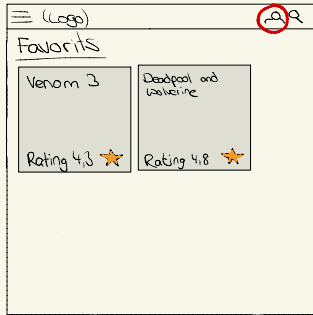 (Logo)
Favorits
Venom 3
Deadpool and
wolverine
Rating 4,3
Rating 4,8